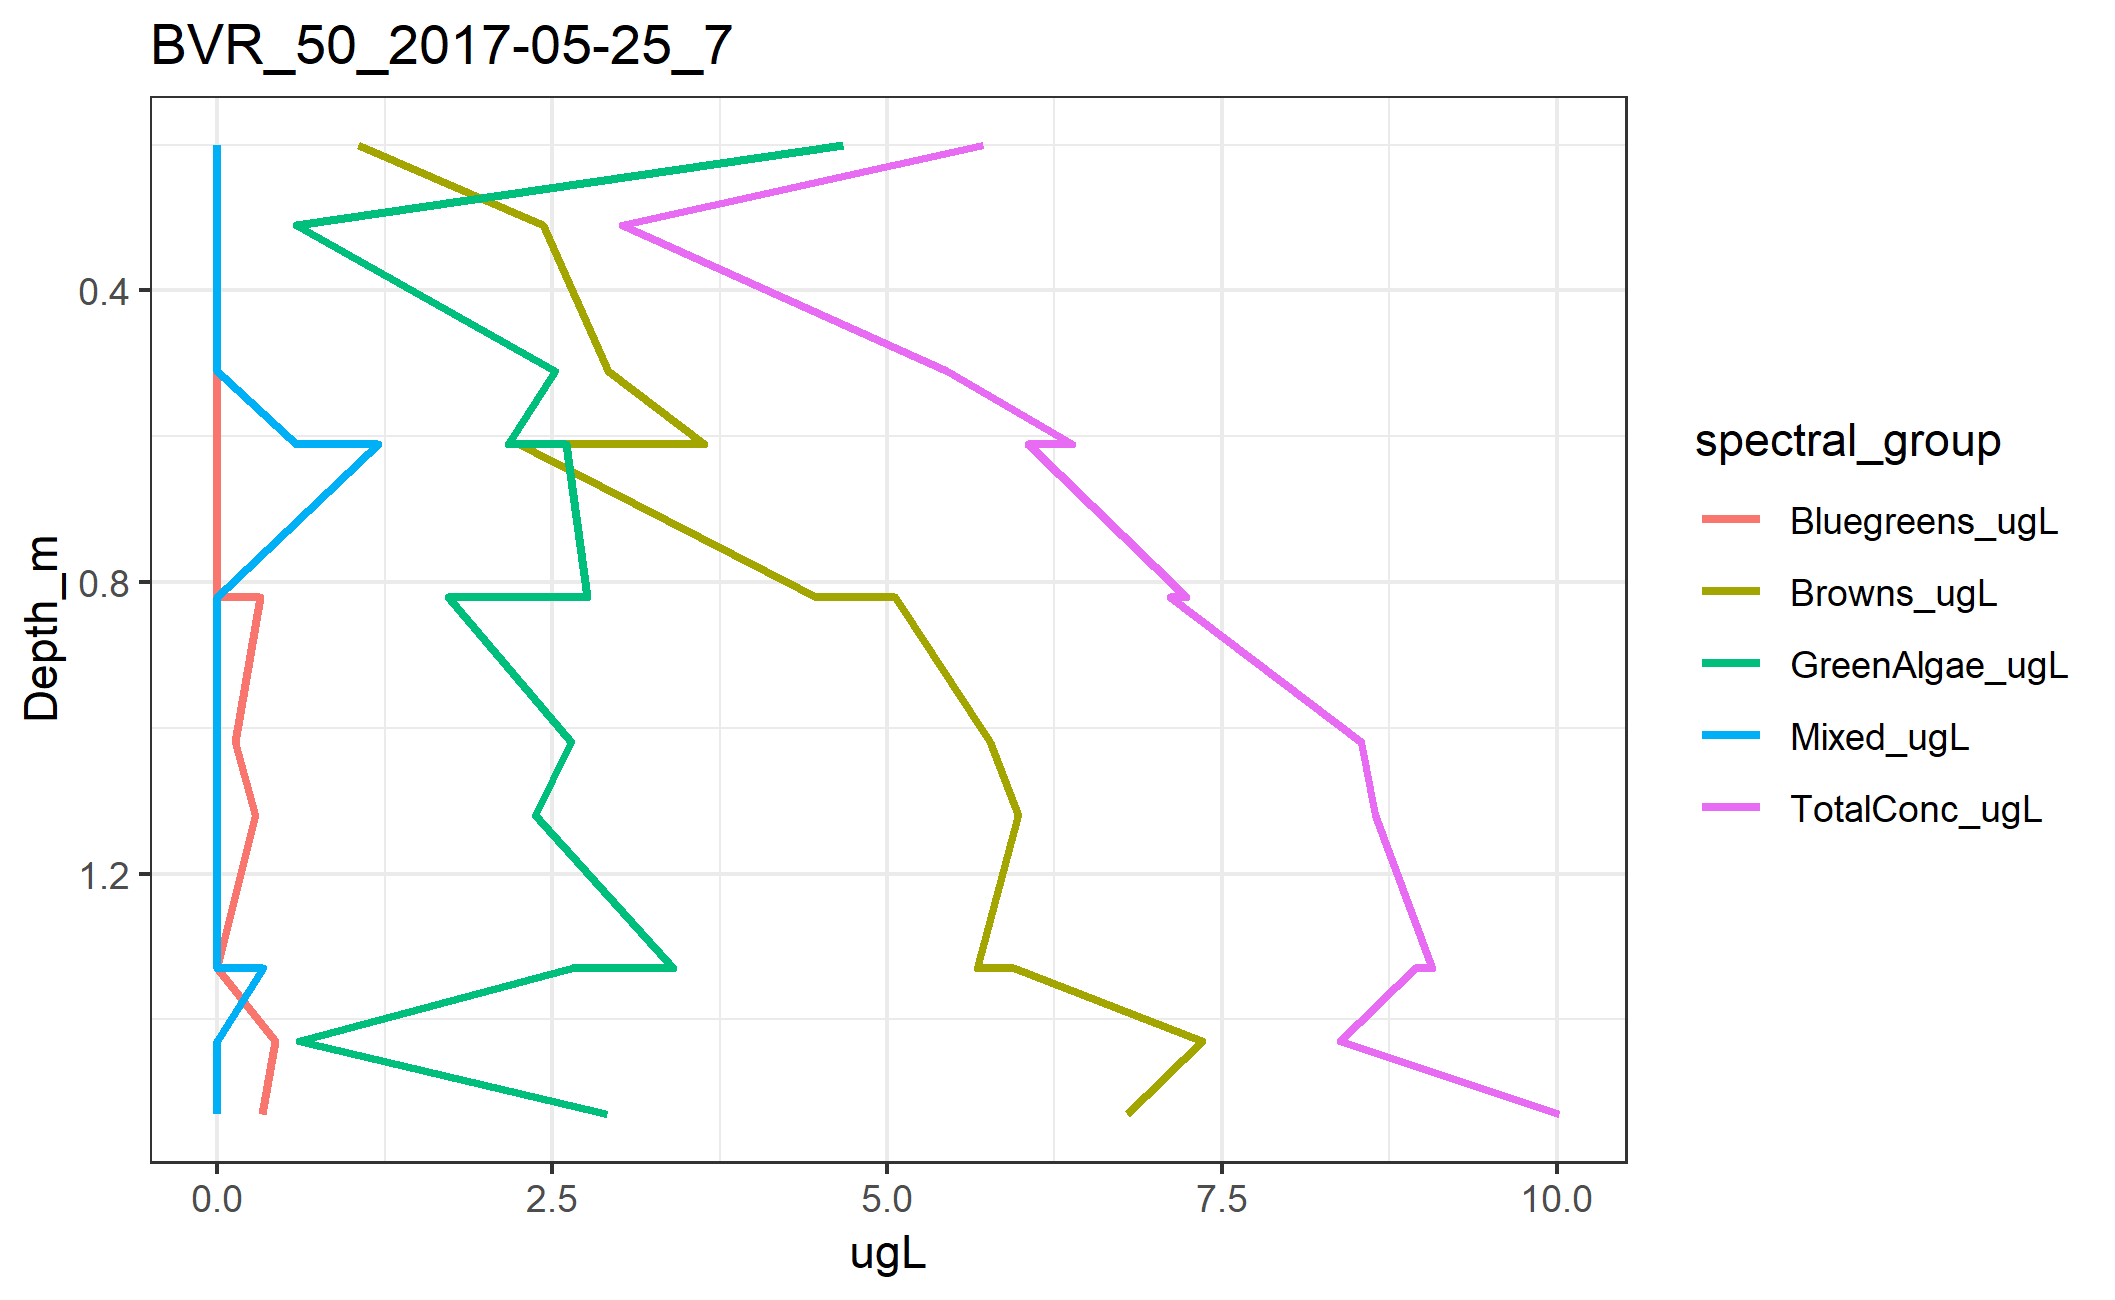 BVR_50_2017-05-25_7
Depth_m
0.4
0.8
1.2
0.0 2.5 5.0 7.5 10.0
ugL
spectral_group
Bluegreens_ugL
Browns_ugL
GreenAlgae_ugL
Mixed_ugL
TotalConc_ugL